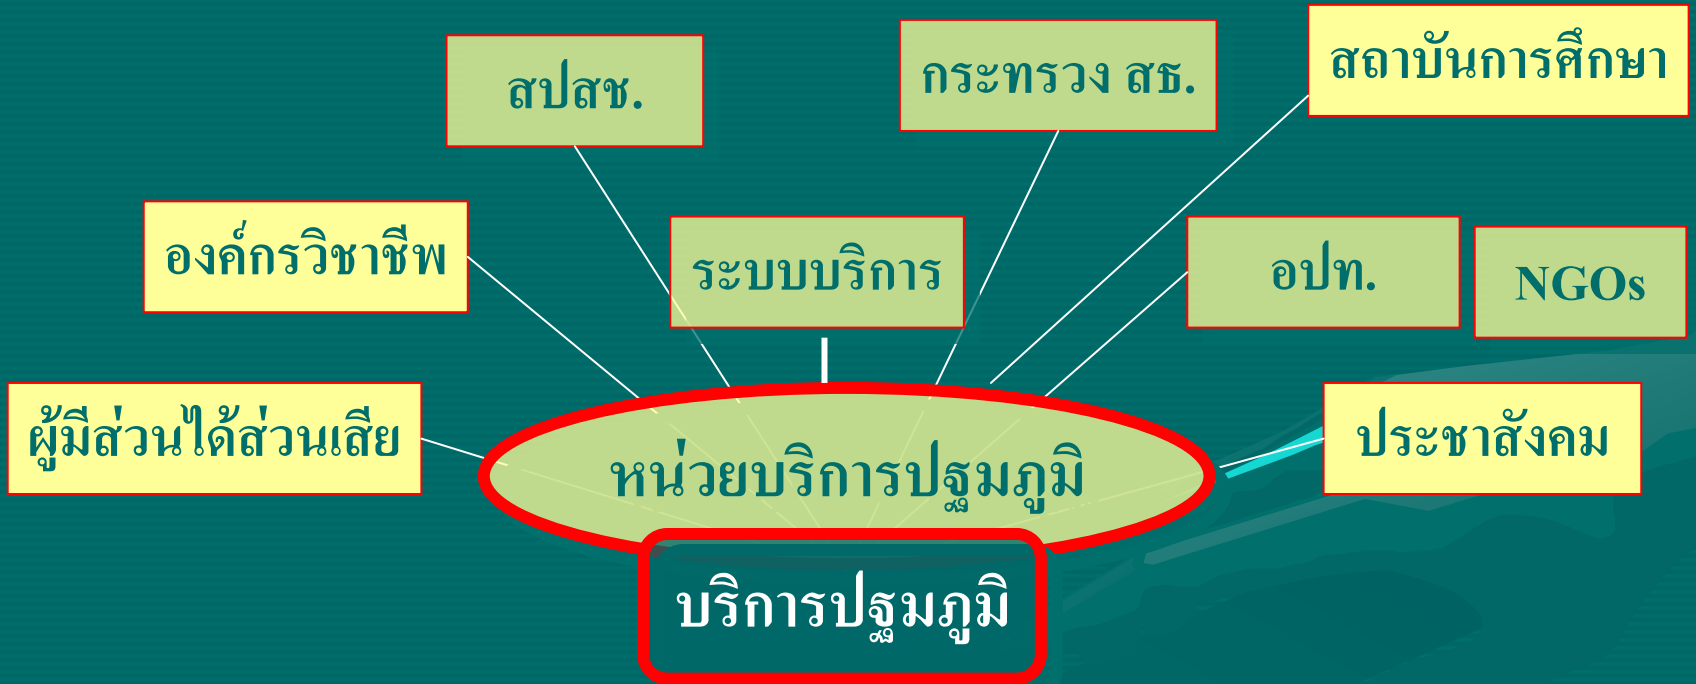 สถาบันการศึกษา
กระทรวง สธ.
สปสช.
องค์กรวิชาชีพ
ระบบบริการ
อปท.
NGOs
ผู้มีส่วนได้ส่วนเสีย
ประชาสังคม
หน่วยบริการปฐมภูมิ
บริการปฐมภูมิ